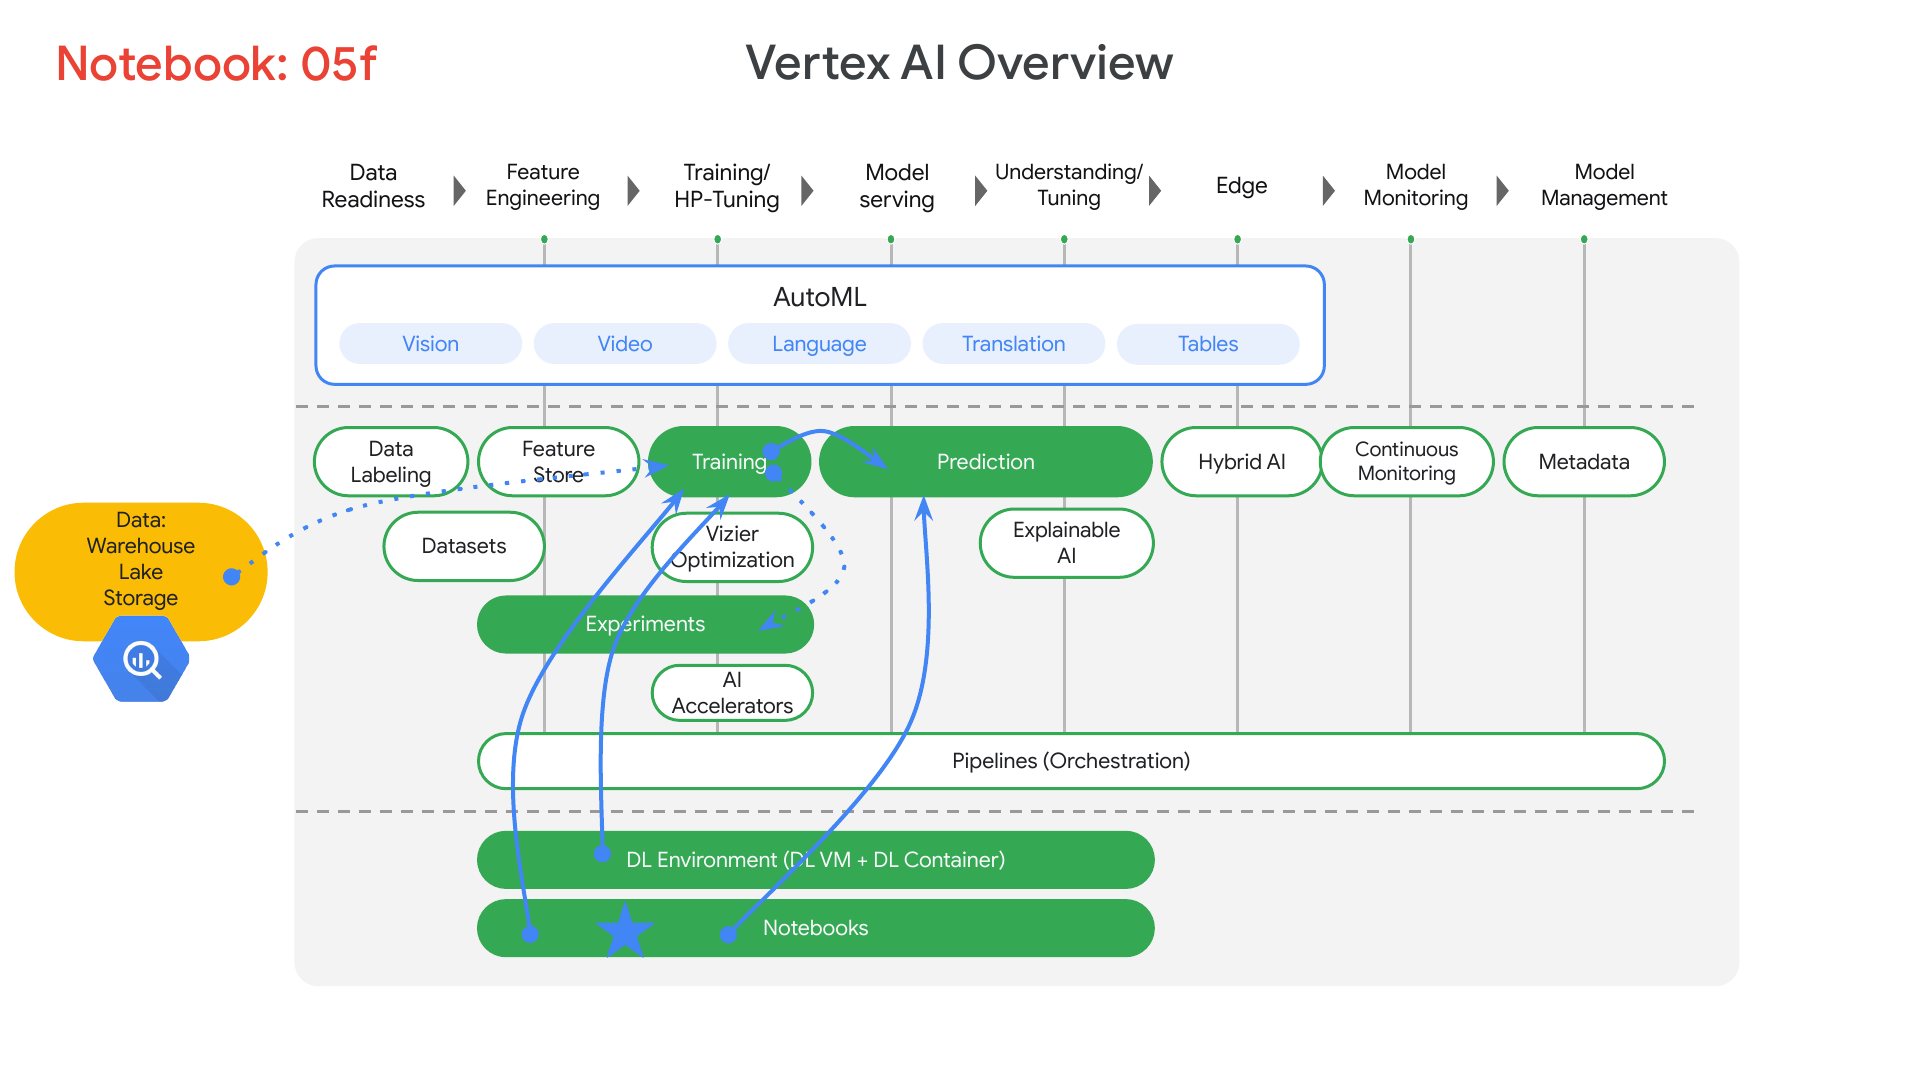 Notebook: 05f
Vertex AI Overview
Data
Readiness
Feature
Engineering
Training/
HP-Tuning
Model
serving
Understanding/
Tuning
Edge
Model
Monitoring
Model
Management
AutoML
Vision
Video
Language
Translation
Tables
Data
Labeling
Feature
Store
Training
Prediction
Hybrid AI
Continuous
Monitoring
Metadata
Data:
Warehouse
Lake
Storage
Datasets
Vizier
Optimization
Explainable
AI
Experiments
AI
Accelerators
Pipelines (Orchestration)
DL Environment (DL VM + DL Container)
Notebooks